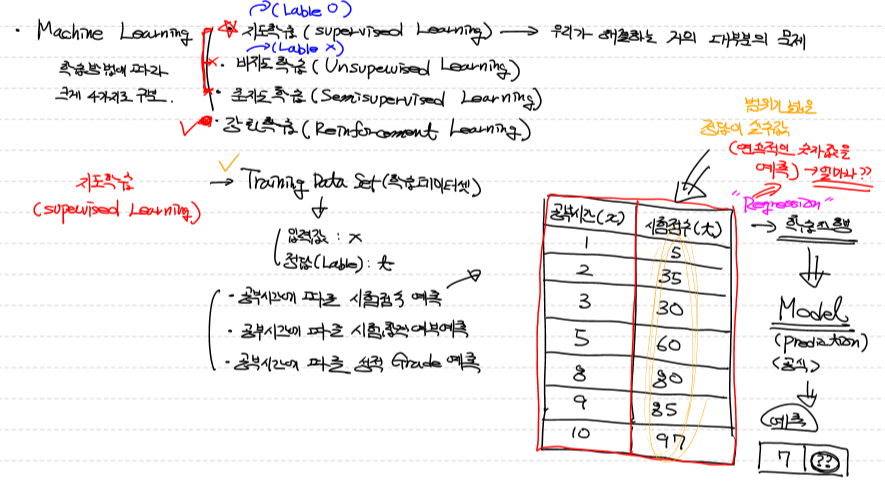 (Lable O)
· Machine Learning
· 지도학습 (supervised Learning) → 우리가 해결하는 거의 대부분의 문제
(Lable x)
학습방법에 따라
크게 4가지로 구분.
· 비지도학습 (Unsupervised Learning)
· 준지도학습 (Semisupervised Learning)
· 강화학습 (Reinforcement Learning)
범위가 넓은
정답이 실수값
(연속적인 숫자값을
예측) → 얼마나??
"Regression"
지도학습
(supervised Learning)
→ Training Data Set (학습데이터셋)
입력값 : x
정답(Lable) : t
· 공부시간에 따른 시험점수 예측
· 공부시간에 따른 시험 여부예측
· 공부시간에 따른 성적 Grade 예측
공부시간(x) 시험점수(t)
1 5
2 35
3 30
5 60
8 80
9 85
10 97
→ 학습진행
Model
(prediction)
(공식)
예측
7 ??